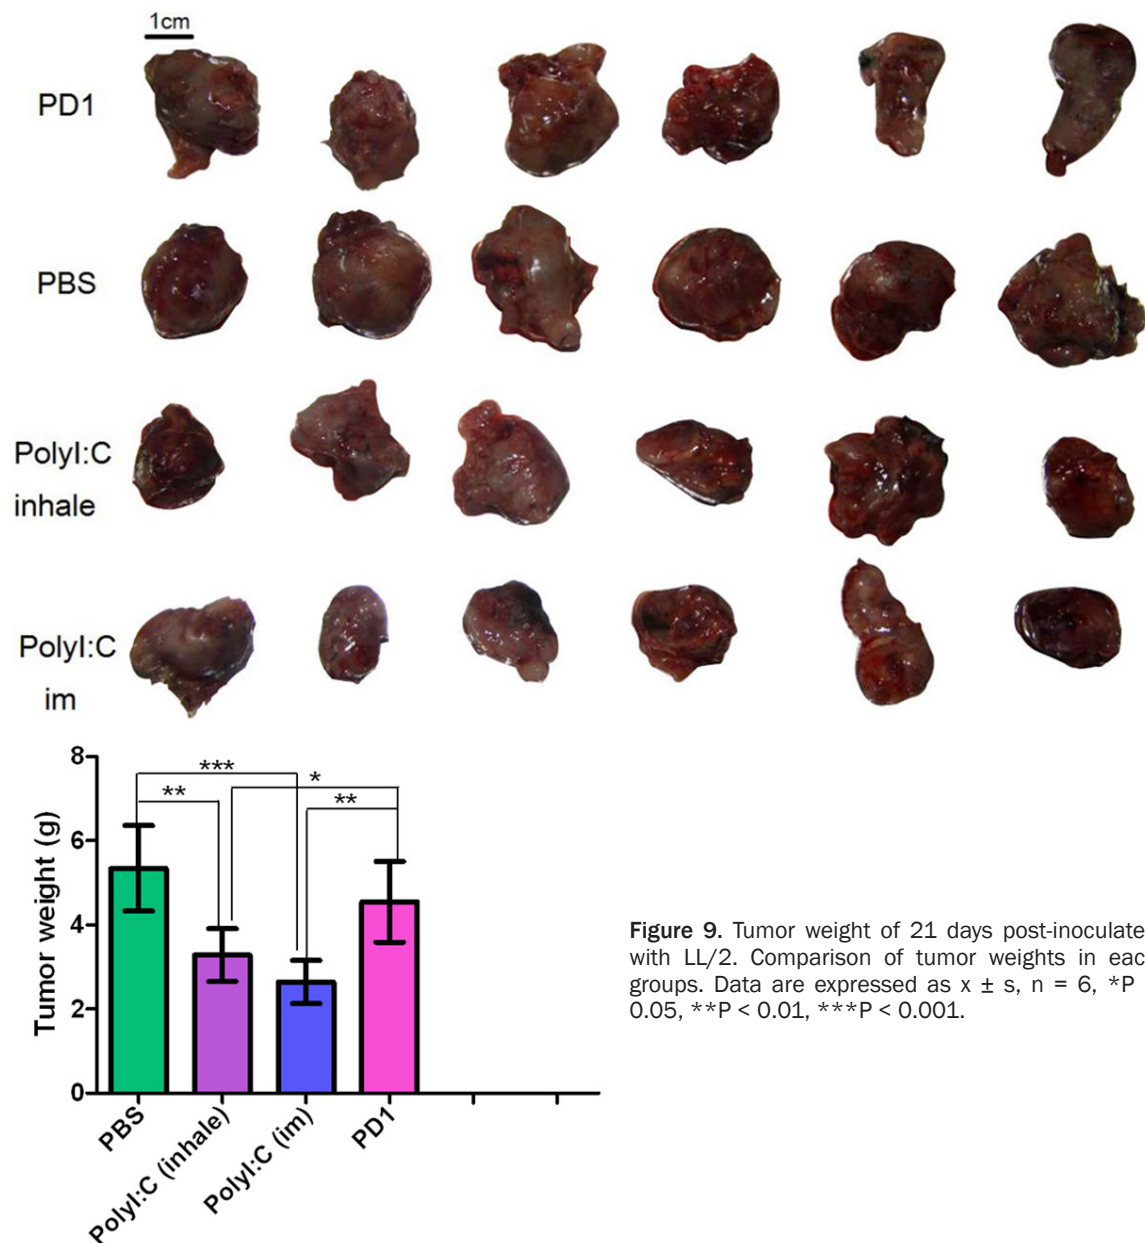 1cm
PD1
PBS
PolyI:C
inhale
PolyI:C
im
8
6
4
2
0
Tumor weight (g)
***
*
**
**
PBS
PolyI:C (inhale)
PolyI:C (im)
PD1
Figure 9. Tumor weight of 21 days post-inoculate
with LL/2. Comparison of tumor weights in eac
groups. Data are expressed as x ± s, n = 6, *P
0.05, **P < 0.01, ***P < 0.001.